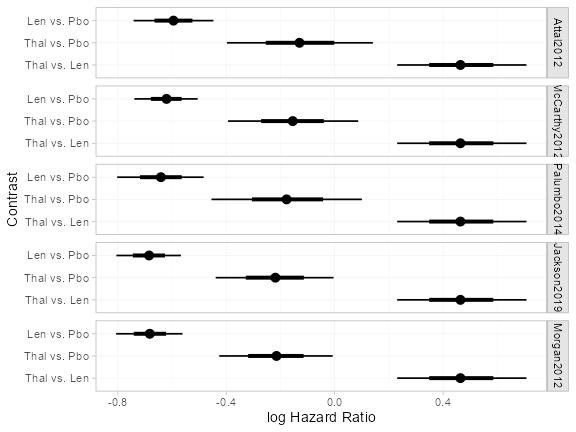 Len vs. Pbo
Thal vs. Pbo
Thal vs. Len
Attal2012
Len vs. Pbo
Thal vs. Pbo
Thal vs. Len
McCarthy2012
Len vs. Pbo
Thal vs. Pbo
Thal vs. Len
Palumbo2014
Len vs. Pbo
Thal vs. Pbo
Thal vs. Len
Jackson2019
Len vs. Pbo
Thal vs. Pbo
Thal vs. Len
Morgan2012
Contrast
-0.8 -0.4 0.0 0.4
log Hazard Ratio